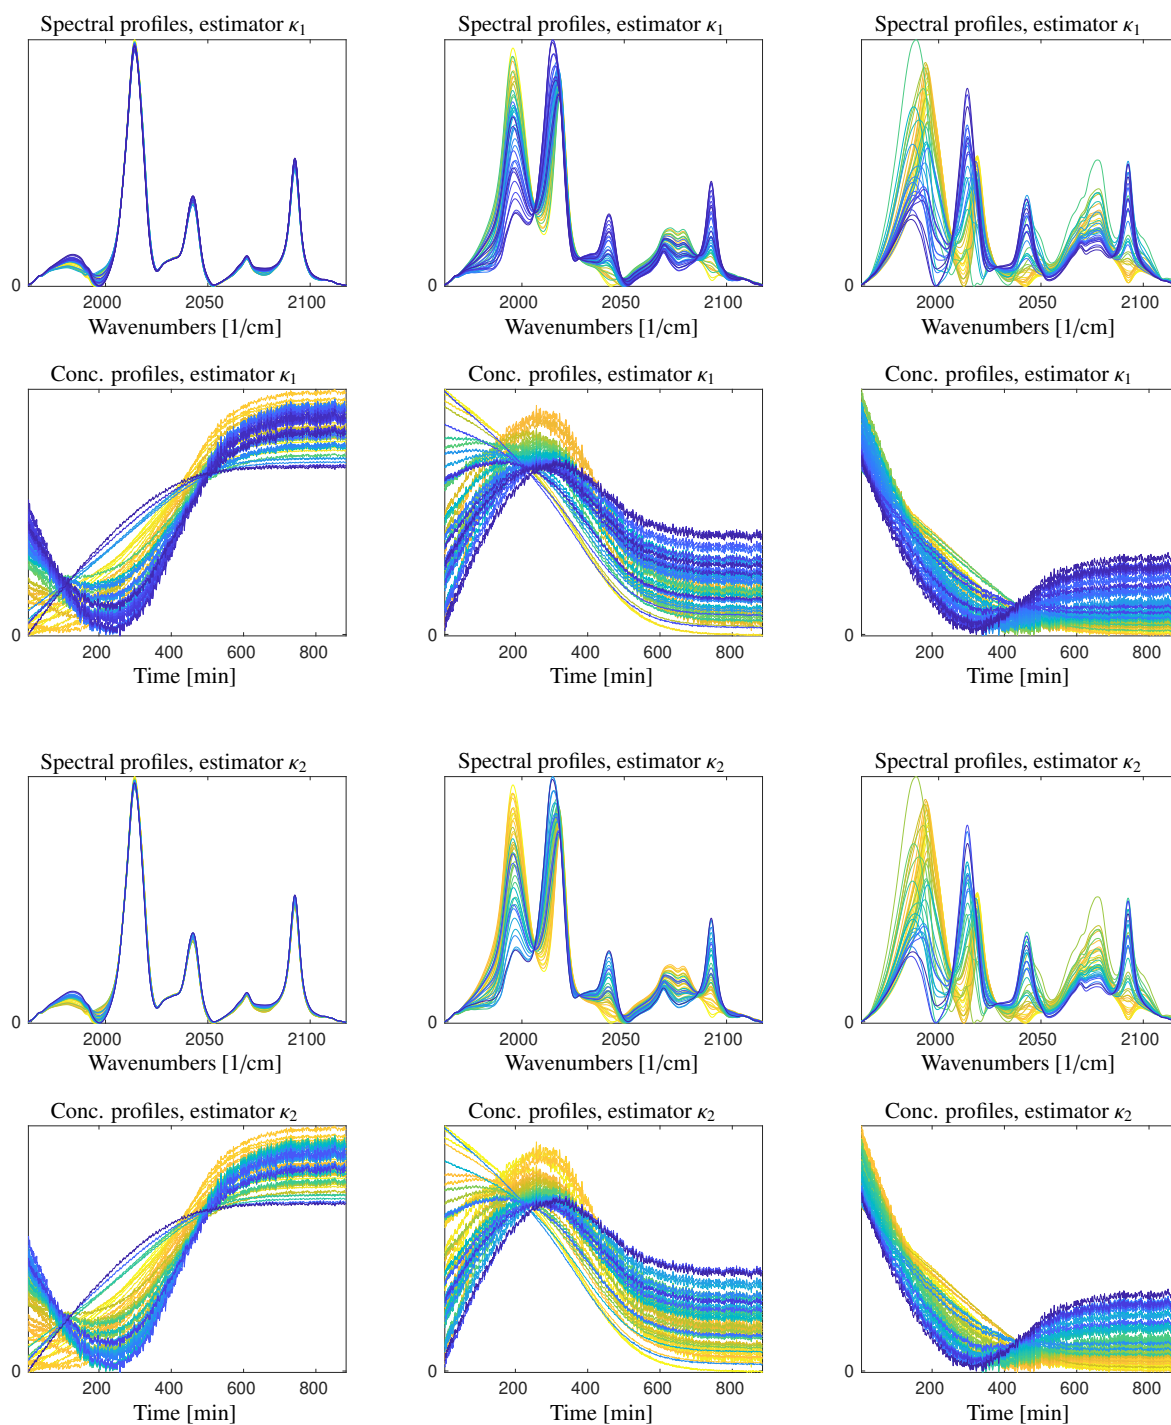 Spectral profiles, estimator κ₁ Spectral profiles, estimator κ₁ Spectral profiles, estimator κ₁
0 0 0
2000 2050 2100 2000 2050 2100 2000 2050 2100
Wavenumbers [1/cm] Wavenumbers [1/cm] Wavenumbers [1/cm]
Conc. profiles, estimator κ₁ Conc. profiles, estimator κ₁ Conc. profiles, estimator κ₁
0 0 0
200 400 600 800 200 400 600 800 200 400 600 800
Time [min] Time [min] Time [min]
Spectral profiles, estimator κ₂ Spectral profiles, estimator κ₂ Spectral profiles, estimator κ₂
0 0 0
2000 2050 2100 2000 2050 2100 2000 2050 2100
Wavenumbers [1/cm] Wavenumbers [1/cm] Wavenumbers [1/cm]
Conc. profiles, estimator κ₂ Conc. profiles, estimator κ₂ Conc. profiles, estimator κ₂
0 0 0
200 400 600 800 200 400 600 800 200 400 600 800
Time [min] Time [min] Time [min]